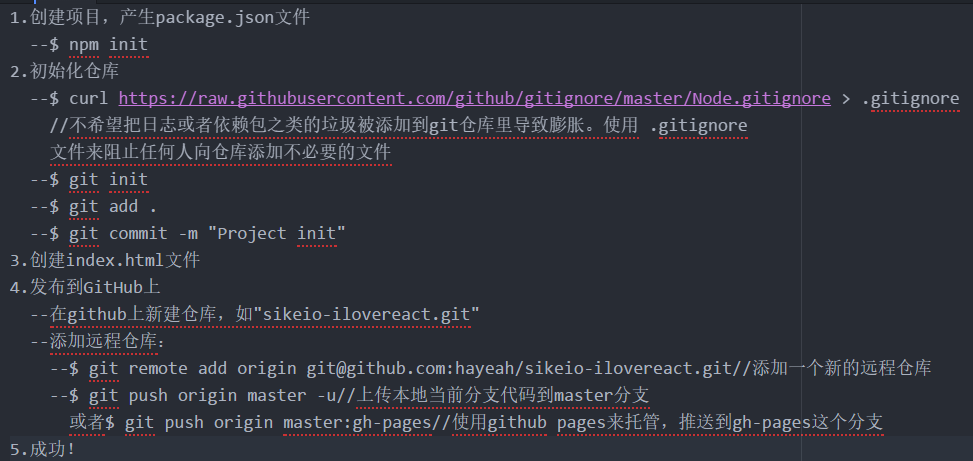 1.创建项目，产生package.json文件
--$ npm init
2.初始化仓库
--$ curl https://raw.githubusercontent.com/github/gitignore/master/Node.gitignore > .gitignore
//不希望把日志或者依赖包之类的垃圾被添加到git仓库里导致膨胀。使用 .gitignore
文件来阻止任何人向仓库添加不必要的文件
--$ git init
--$ git add .
--$ git commit -m "Project init"
3.创建index.html文件
4.发布到GitHub上
--在github上新建仓库，如"sikeio-ilovereact.git"
--添加远程仓库：
--$ git remote add origin git@github.com:hayeah/sikeio-ilovereact.git//添加一个新的远程仓库
--$ git push origin master -u//上传本地当前分支代码到master分支
或者$ git push origin master:gh-pages//使用github pages来托管，推送到gh-pages这个分支
5.成功！